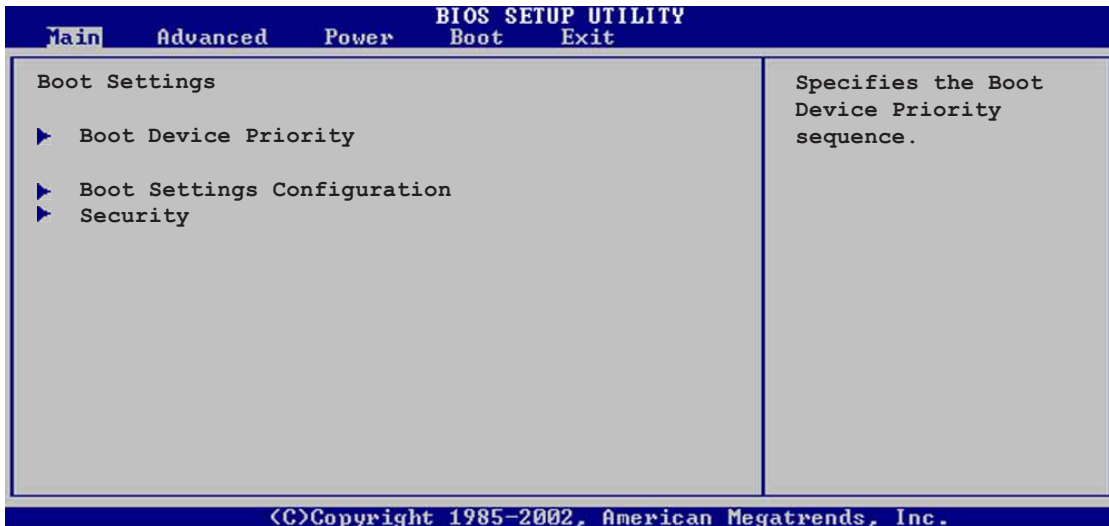 BIOS SETUP UTILITY
Main Advanced Power Boot Exit
Boot Settings
Boot Device Priority
Boot Settings Configuration
Security
Specifies the Boot
Device Priority
sequence.
(C)Copyright 1985-2002, American Megatrends, Inc.